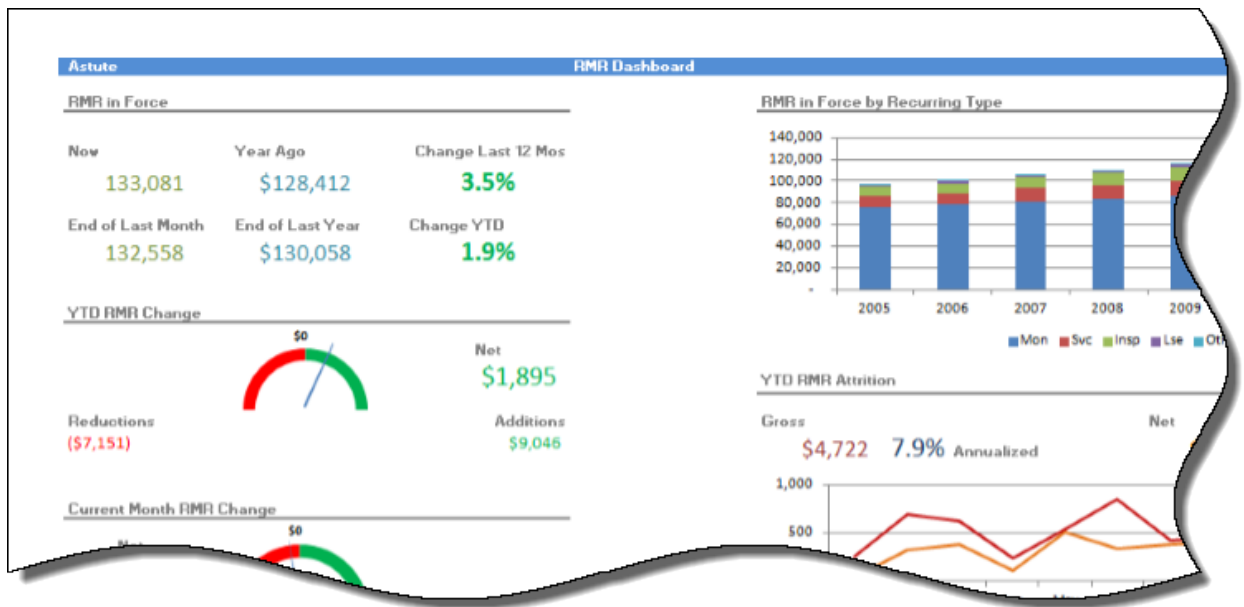 Astute RMR Dashboard
RMR in Force
Now Year Ago Change Last 12 Mos
133,081 $128,412 3.5%
End of Last Month End of Last Year Change YTD
132,558 $130,058 1.9%
YTD RMR Change
$0
Net
$1,895
Reductions Additions
($7,151) $9,046
Current Month RMR Change
$0
Net
RMR in Force by Recurring Type
140,000
120,000
100,000
80,000
60,000
40,000
20,000
-
2005 2006 2007 2008 2009
Mon Svc Insp Lse Oth
YTD RMR Attrition
Gross Net
$4,722 7.9% Annualized
1,000
500